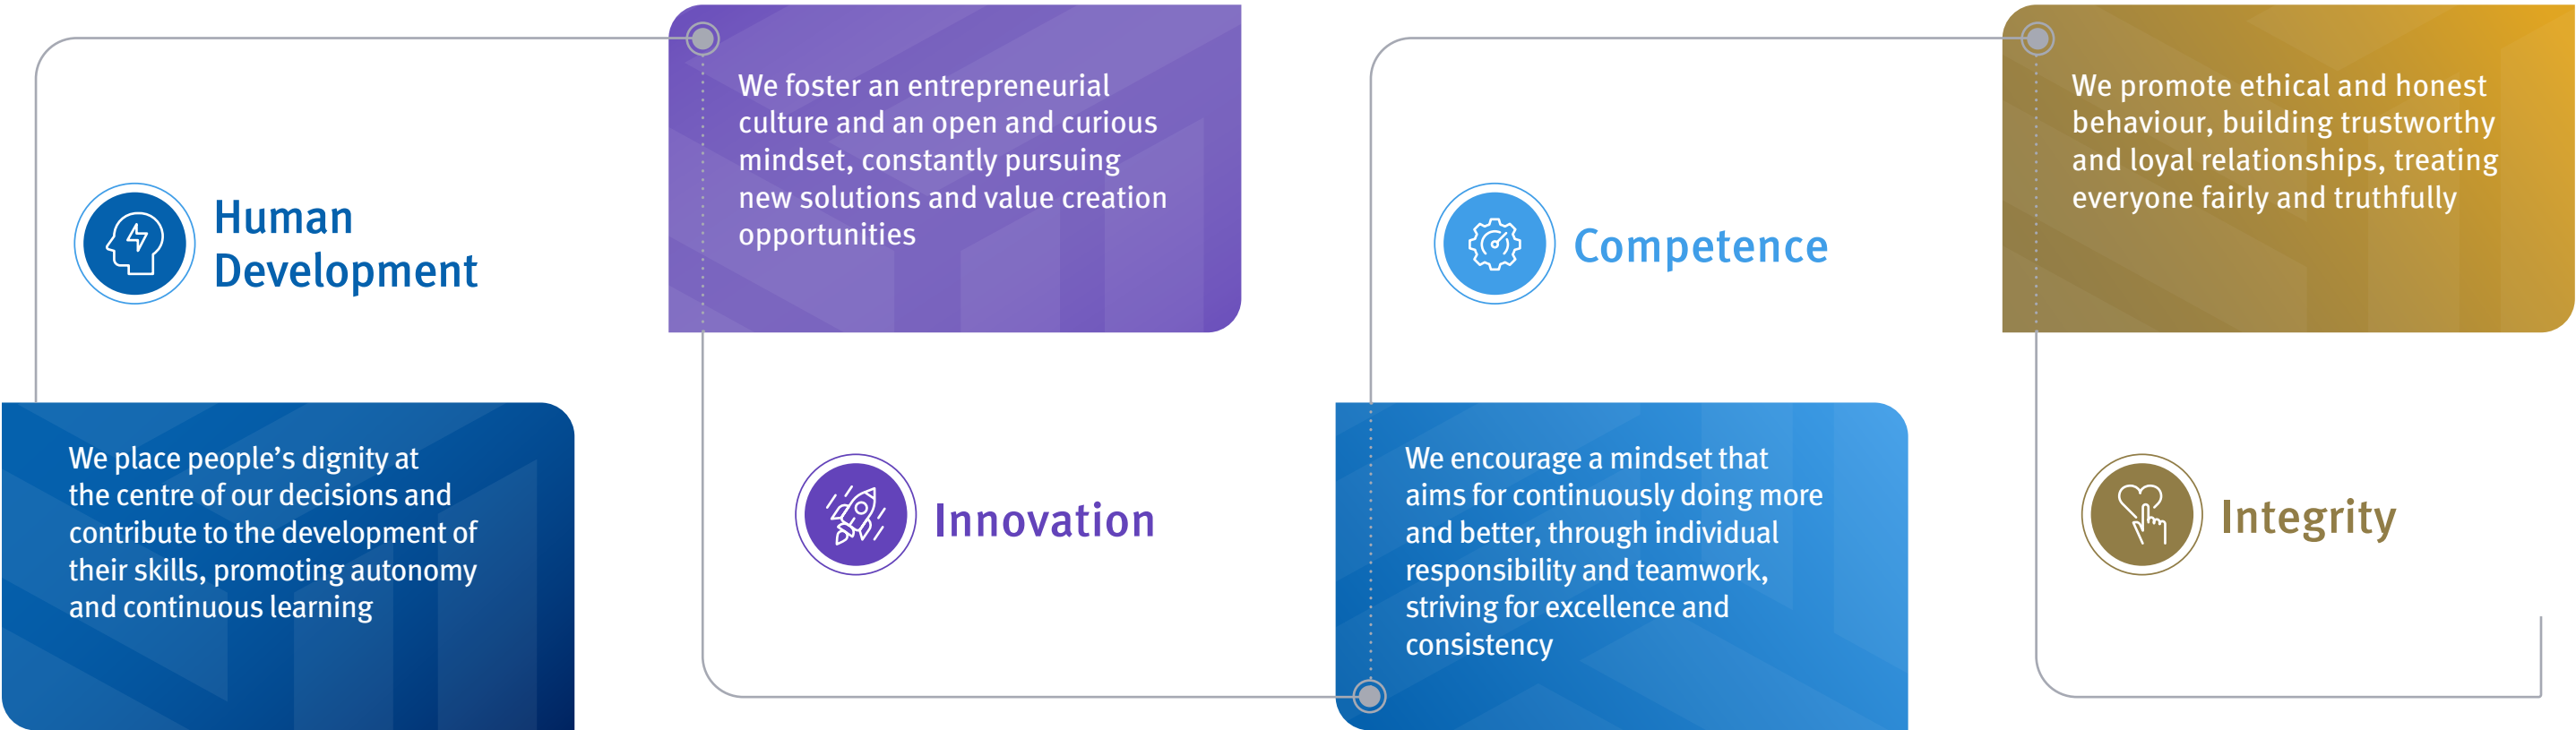 Human
Development
We place people’s dignity at
the centre of our decisions and
contribute to the development of
their skills, promoting autonomy
and continuous learning
We foster an entrepreneurial
culture and an open and curious
mindset, constantly pursuing
new solutions and value creation
opportunities
Innovation
Competence
We encourage a mindset that
aims for continuously doing more
and better, through individual
responsibility and teamwork,
striving for excellence and
consistency
We promote ethical and honest
behaviour, building trustworthy
and loyal relationships, treating
everyone fairly and truthfully
Integrity